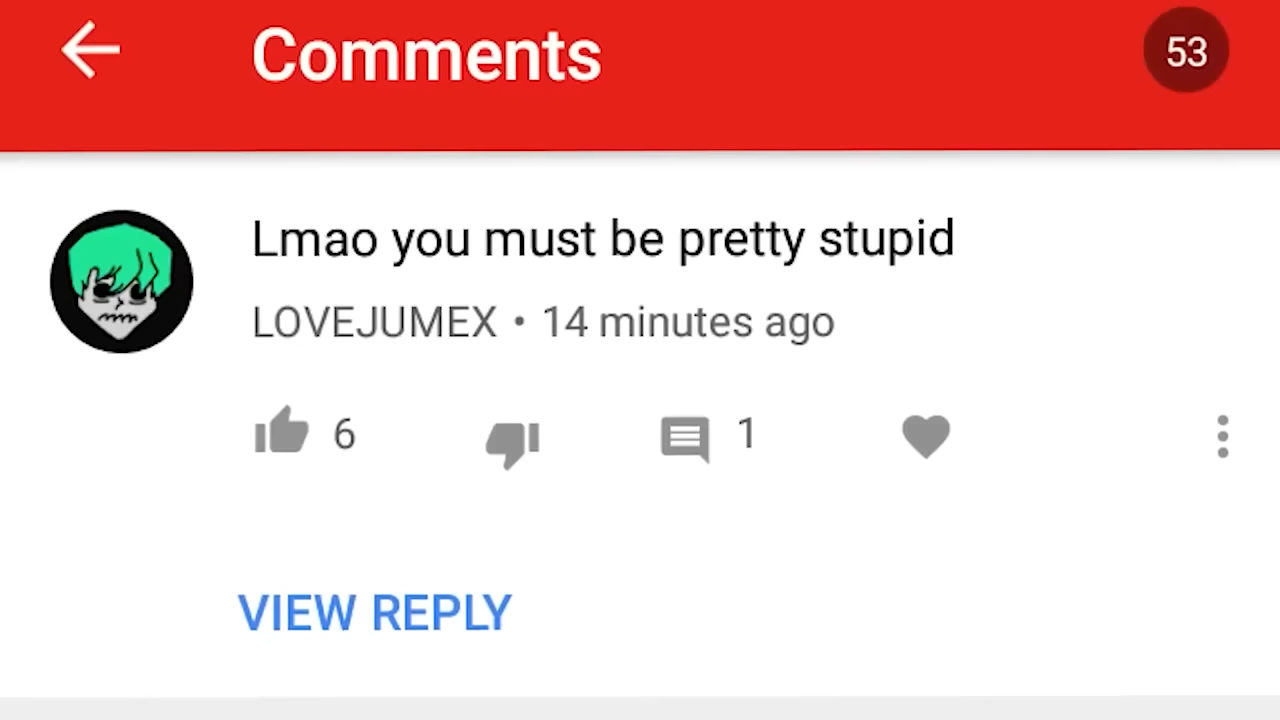 Comments
53
Lmao you must be pretty stupid
LOVEJUMEX • 14 minutes ago
6 1
VIEW REPLY